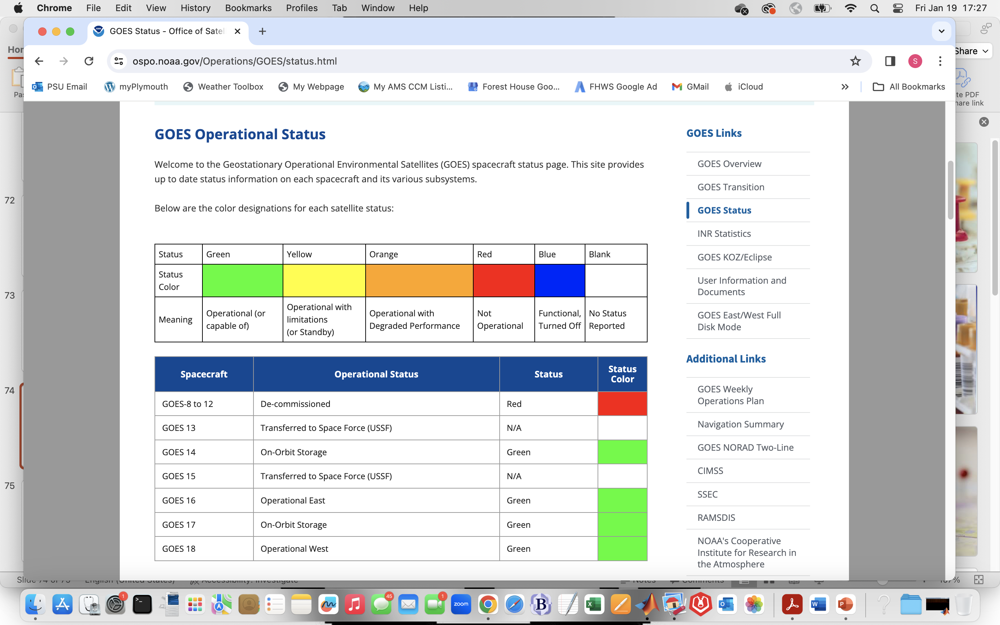 Chrome File Edit View History Bookmarks Profiles Tab Window Help Fri Jan 19 17:27
GOES Status - Office of Satel
ospo.noaa.gov/Operations/GOES/status.html
S
Share
PSU Email myPlymouth Weather Toolbox My Webpage My AMS CCM Listi... Forest House Goo... FHWS Google Ad GMail iCloud All Bookmarks
te PDF
hare link
72
73
74
75
GOES Operational Status
Welcome to the Geostationary Operational Environmental Satellites (GOES) spacecraft status page. This site provides
up to date status information on each spacecraft and its various subsystems.
Below are the color designations for each satellite status:
Status Green Yellow Orange Red Blue Blank
Status
Color
Meaning
Operational (or
capable of)
Operational with
limitations
(or Standby)
Operational with
Degraded Performance
Not
Operational
Functional,
Turned Off
No Status
Reported
Spacecraft Operational Status Status Status
Color
GOES-8 to 12 De-commissioned Red
GOES 13 Transferred to Space Force (USSF) N/A
GOES 14 On-Orbit Storage Green
GOES 15 Transferred to Space Force (USSF) N/A
GOES 16 Operational East Green
GOES 17 On-Orbit Storage Green
GOES 18 Operational West Green
GOES Links
GOES Overview
GOES Transition
GOES Status
INR Statistics
GOES KOZ/Eclipse
User Information and
Documents
GOES East/West Full
Disk Mode
Additional Links
GOES Weekly
Operations Plan
Navigation Summary
GOES NORAD Two-Line
CIMSS
SSEC
RAMSDIS
NOAA's Cooperative
Institute for Research in
the Atmosphere
English (United States) Accessibility: Investigate Notes Comments
1
45
1
zoom
B